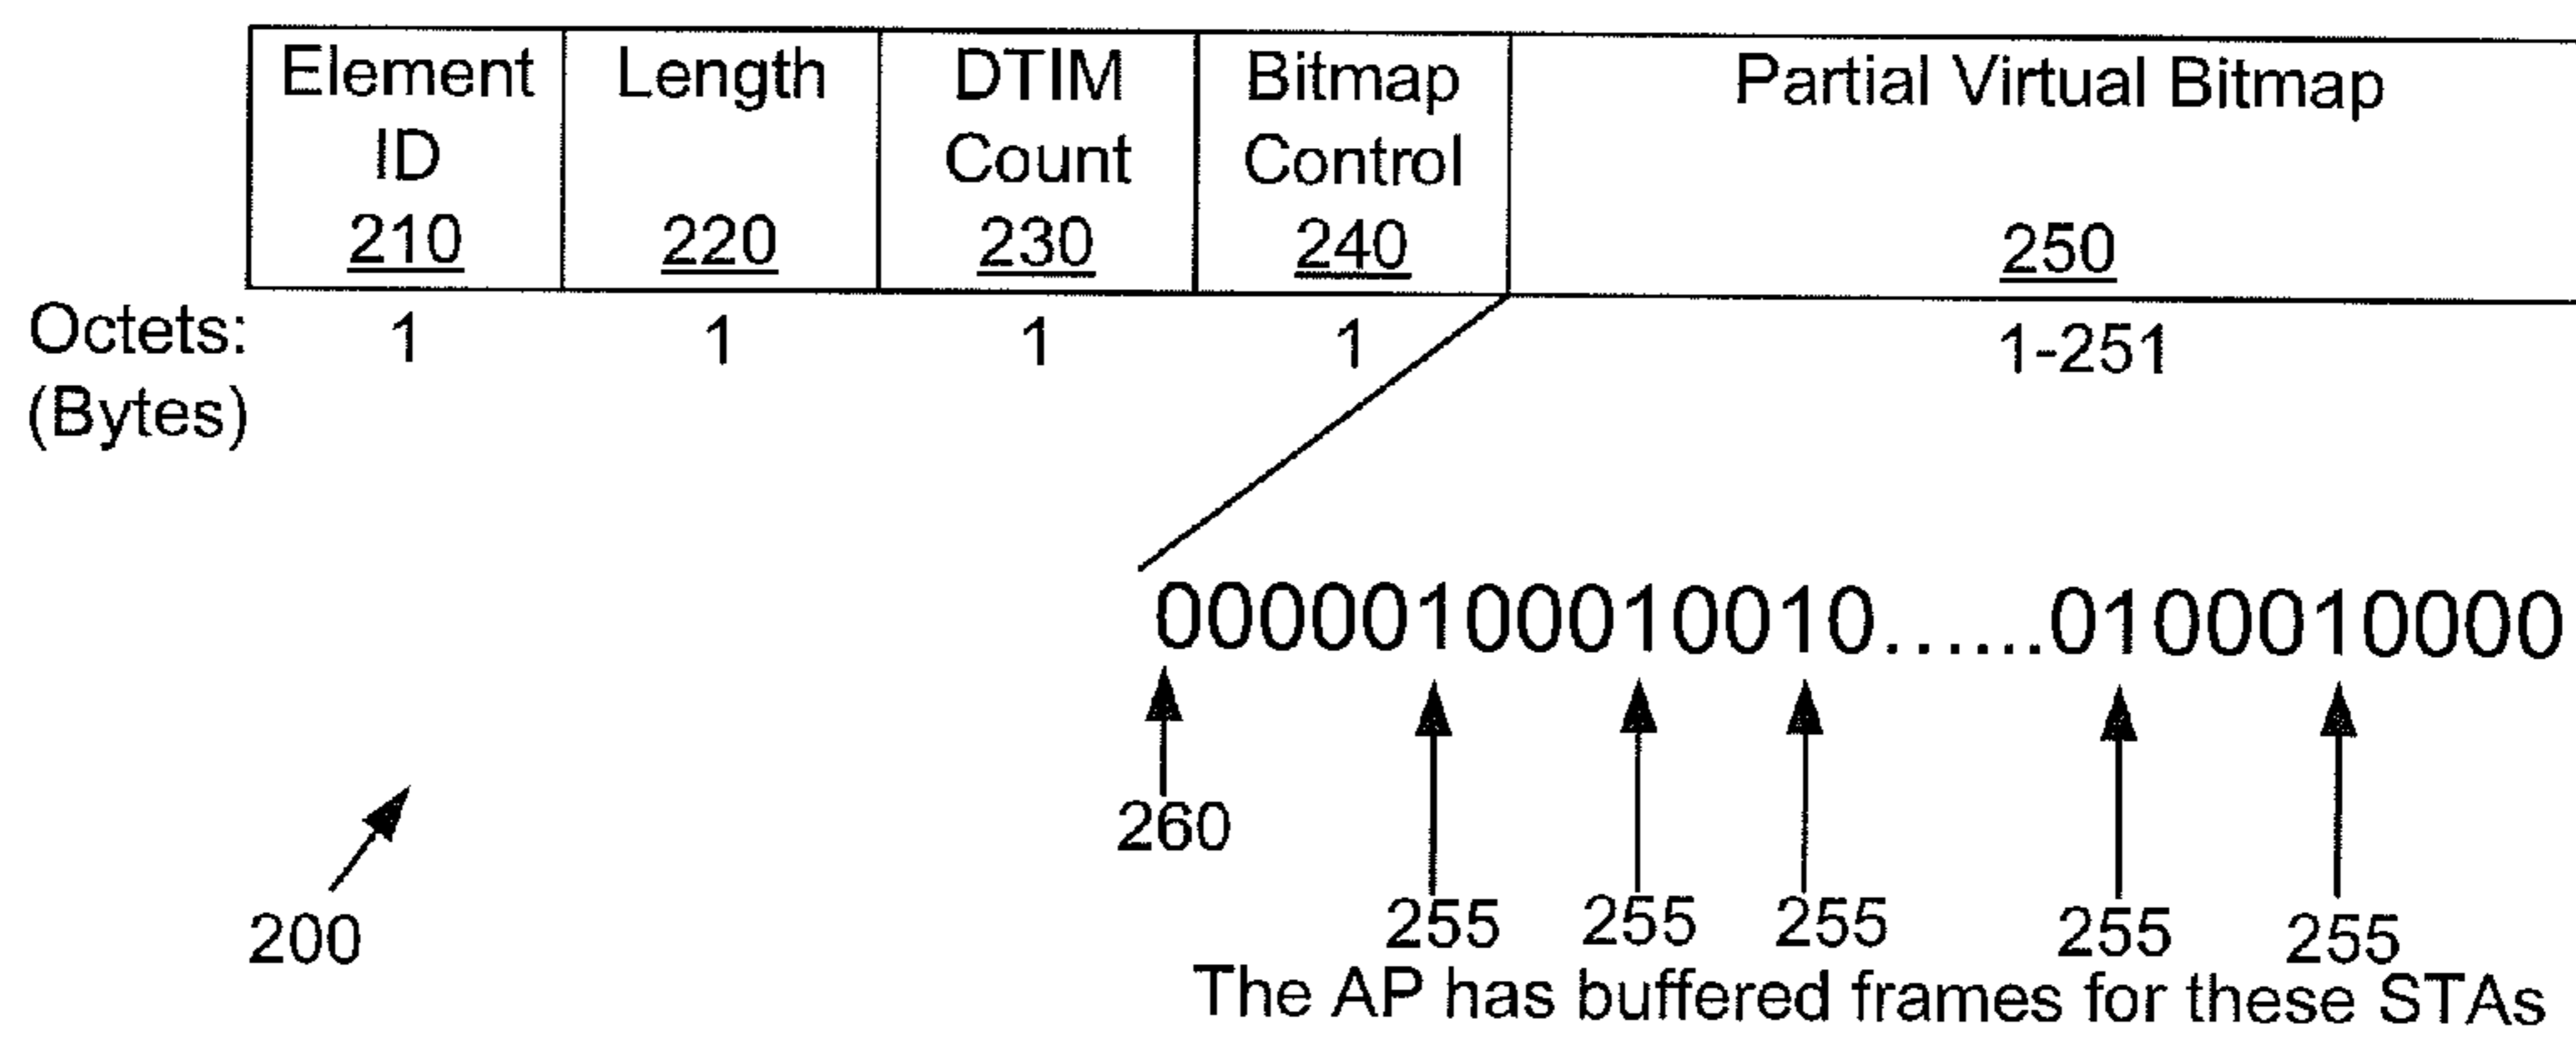 Element ID 210
Length 220
DTIM Count 230
Bitmap Control 240
Partial Virtual Bitmap 250
Octets: (Bytes) 1 1 1 1 1-251
00000100010010......0100010000
260
200
255 255 255 255 255
The AP has buffered frames for these STAs